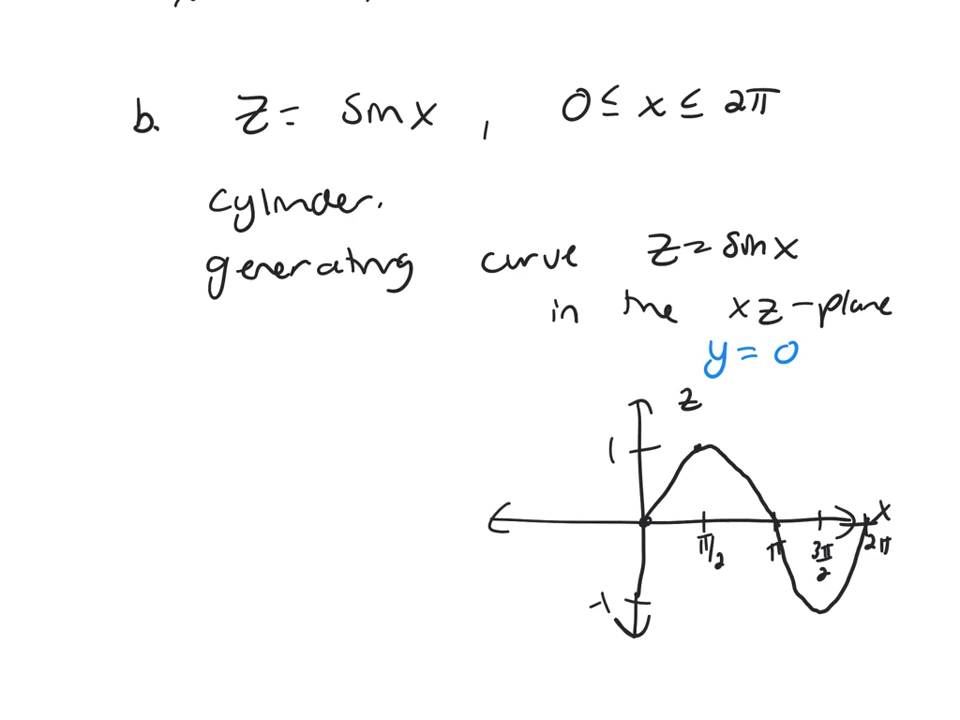 b. z = sin x , 0 ≤ x ≤ 2π
cylinder.
generating curve z = sin x
in the xz-plane
y = 0
z
1
x
π/2 π 3π/2 2π
-1